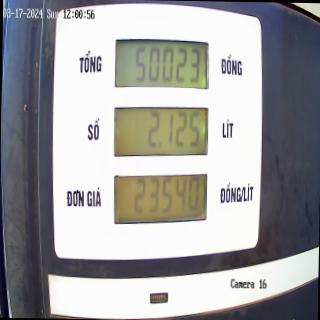 03-17-2024 Sun 12:00:56
TỔNG 50023 ĐỒNG
SỐ 2.125 LÍT
ĐƠN GIÁ 23540 ĐỒNG/LÍT
Camera 16